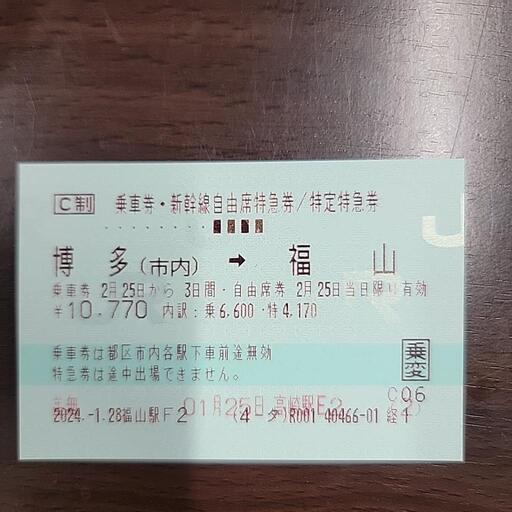 C制 乗車券・新幹線自由席特急券/特定特急券
博多(市内) ➡ 福山
乗車券 2月25日から 3日間・自由席券 2月25日当日限り有効
¥10,770 内訳:乗6,600・特4,170
乗車券は都区市内各駅下車前途無効
特急券は途中出場できません。
乗変
C06
01月25日 高崎駅E2
2024.-1.28福山駅F2 (4-タ)R001 40466-01